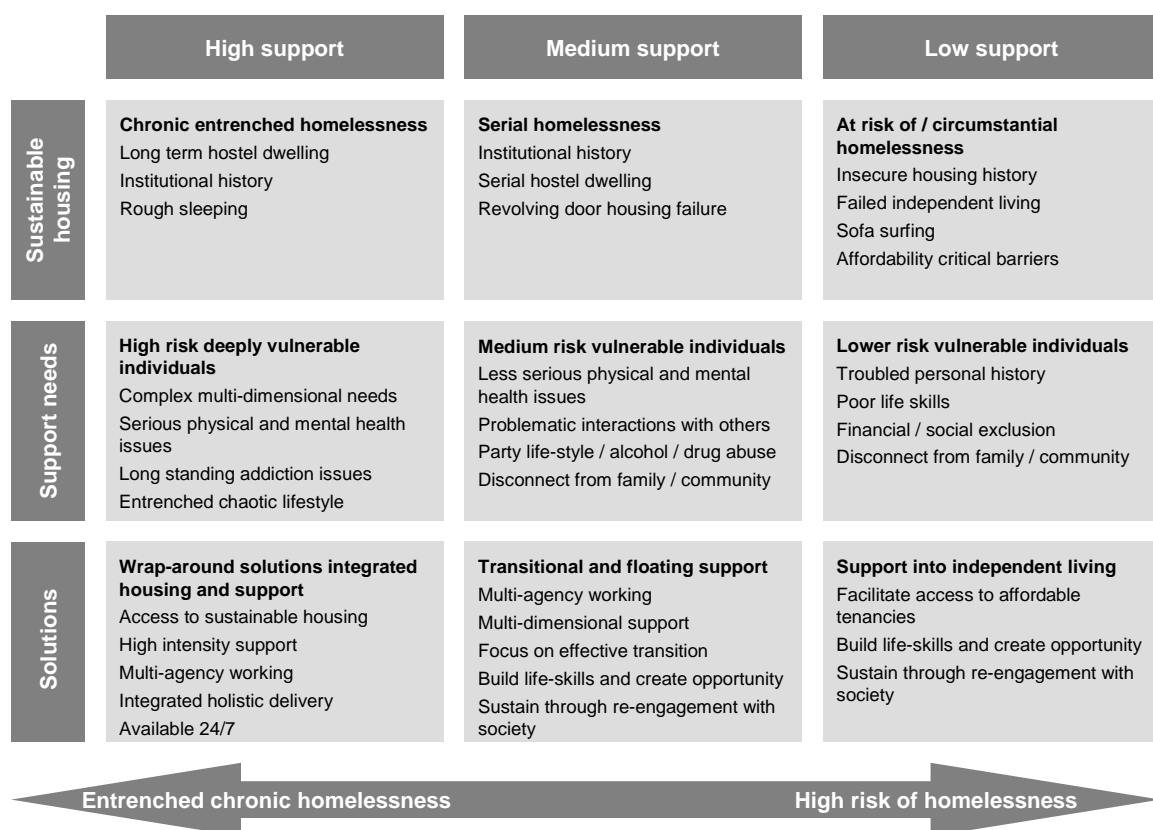 High support
Medium support
Low support
Sustainable
housing
Chronic entrenched homelessness
Long term hostel dwelling
Institutional history
Rough sleeping
Serial homelessness
Institutional history
Serial hostel dwelling
Revolving door housing failure
At risk of / circumstantial
homelessness
Insecure housing history
Failed independent living
Sofa surfing
Affordability critical barriers
Support needs
High risk deeply vulnerable
individuals
Complex multi-dimensional needs
Serious physical and mental health
issues
Long standing addiction issues
Entrenched chaotic lifestyle
Medium risk vulnerable individuals
Less serious physical and mental
health issues
Problematic interactions with others
Party life-style / alcohol / drug abuse
Disconnect from family / community
Lower risk vulnerable individuals
Troubled personal history
Poor life skills
Financial / social exclusion
Disconnect from family / community
Solutions
Wrap-around solutions integrated
housing and support
Access to sustainable housing
High intensity support
Multi-agency working
Integrated holistic delivery
Available 24/7
Transitional and floating support
Multi-agency working
Multi-dimensional support
Focus on effective transition
Build life-skills and create opportunity
Sustain through re-engagement with
society
Support into independent living
Facilitate access to affordable
tenancies
Build life-skills and create opportunity
Sustain through re-engagement with
society
Entrenched chronic homelessness
High risk of homelessness